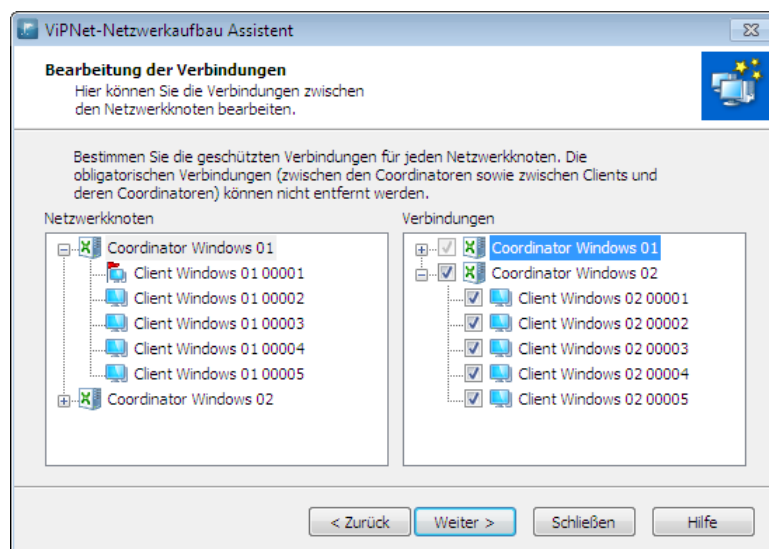 ViPNet-Netzwerkaufbau Assistent
Bearbeitung der Verbindungen
Hier können Sie die Verbindungen zwischen
den Netzwerkknoten bearbeiten.
Bestimmen Sie die geschützten Verbindungen für jeden Netzwerkknoten. Die
obligatorischen Verbindungen (zwischen den Coordinatoren sowie zwischen Clients und
deren Coordinatoren) können nicht entfernt werden.
Netzwerkknoten
Coordinator Windows 01
Client Windows 01 00001
Client Windows 01 00002
Client Windows 01 00003
Client Windows 01 00004
Client Windows 01 00005
Coordinator Windows 02
Verbindungen
Coordinator Windows 01
Coordinator Windows 02
Client Windows 02 00001
Client Windows 02 00002
Client Windows 02 00003
Client Windows 02 00004
Client Windows 02 00005
< Zurück
Weiter >
Schließen
Hilfe